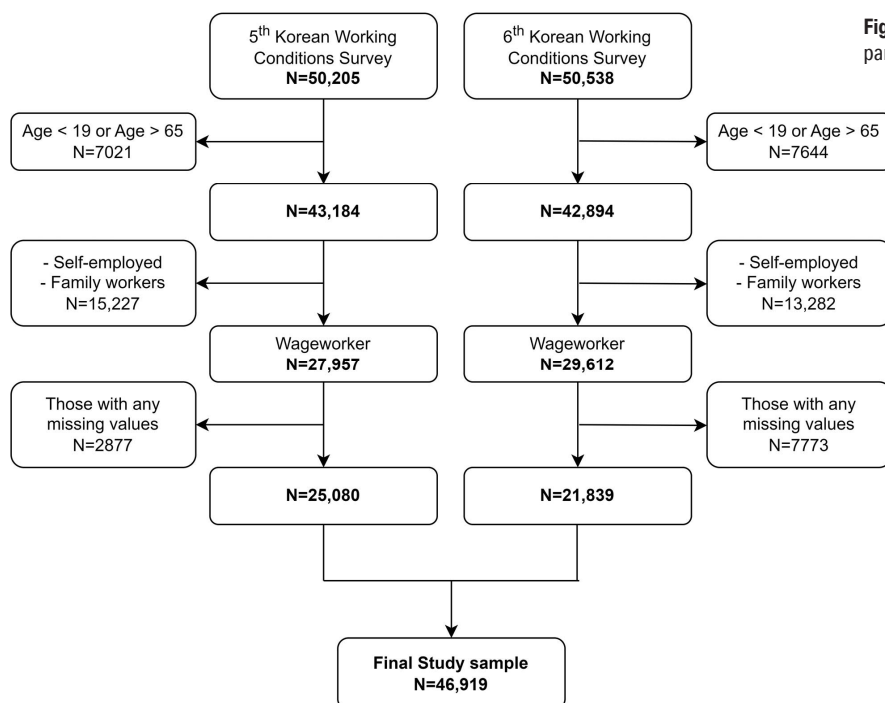 5th Korean Working
Conditions Survey
N=50,205
6th Korean Working
Conditions Survey
N=50,538
Fig
par
Age < 19 or Age > 65
N=7021
Age < 19 or Age > 65
N=7644
N=43,184
N=42,894
- Self-employed
- Family workers
N=15,227
- Self-employed
- Family workers
N=13,282
Wageworker
N=27,957
Wageworker
N=29,612
Those with any
missing values
N=2877
Those with any
missing values
N=7773
N=25,080
N=21,839
Final Study sample
N=46,919